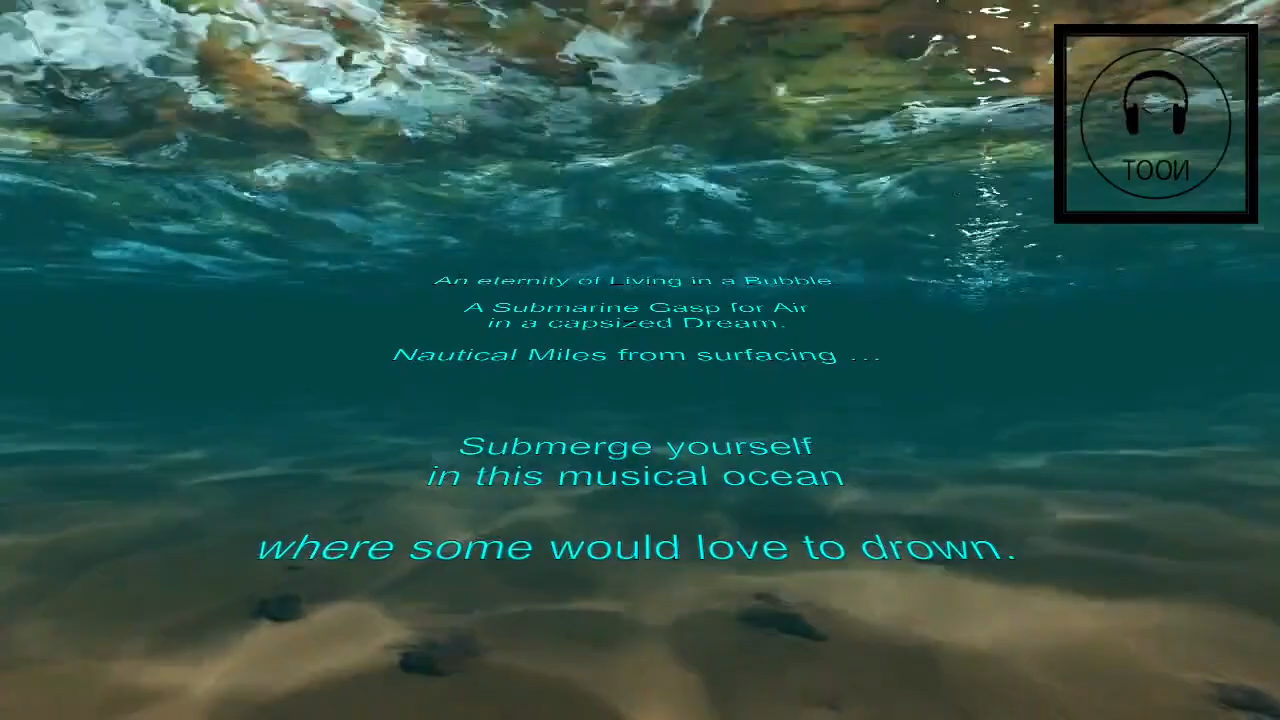 TOOИ
An eternity of Living in a Bubble
A Submarine Gasp for Air
in a capsized Dream.
Nautical Miles from surfacing ...
Submerge yourself
in this musical ocean
where some would love to drown.